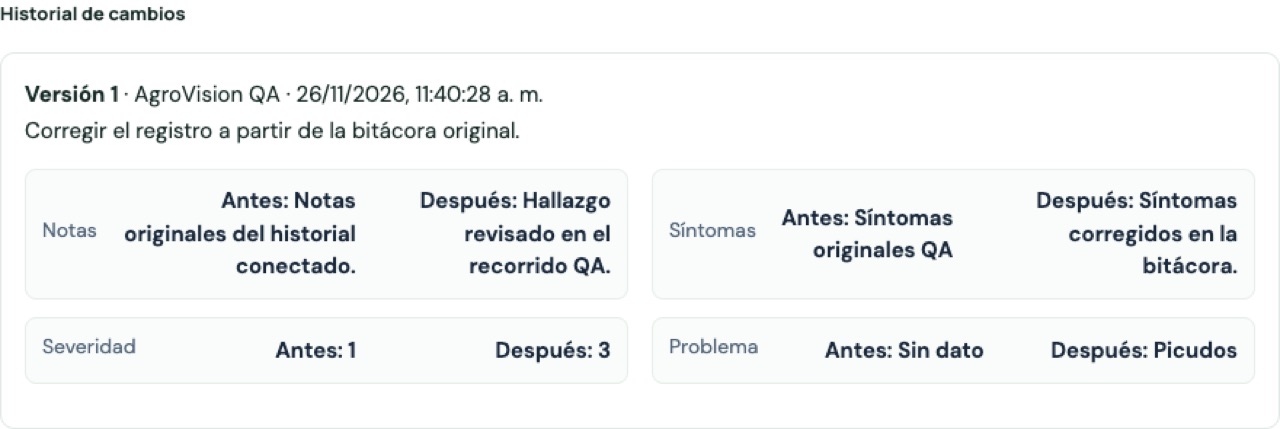 Historial de cambios
Versión 1 · AgroVision QA · 26/11/2026, 11:40:28 a. m.
Corregir el registro a partir de la bitácora original.
Notas
Antes: Notas
originales del historial
conectado.
Después: Hallazgo
revisado en el
recorrido QA.
Síntomas
Antes: Síntomas
originales QA
Después: Síntomas
corregidos en la
bitácora.
Severidad
Antes: 1
Después: 3
Problema
Antes: Sin dato
Después: Picudos